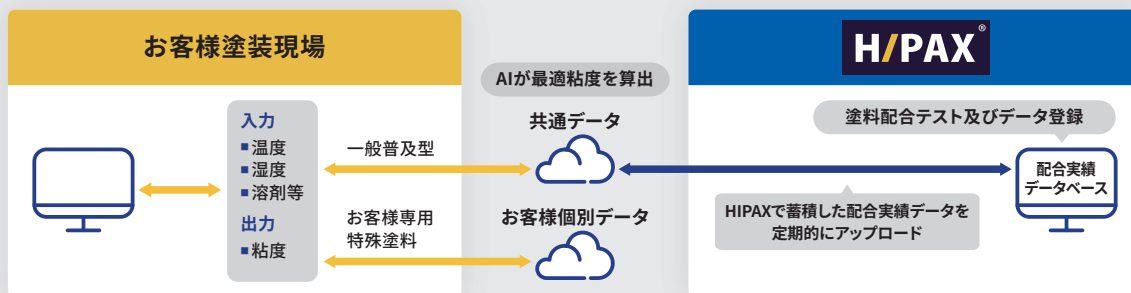 お客様塗装現場
入力
■温度
■湿度
■溶剤等
出力
■粘度
一般普及型
お客様専用
特殊塗料
AIが最適粘度を算出
共通データ
お客様個別データ
H/PAX®
塗料配合テスト及びデータ登録
配合実績
データベース
HIPAXで蓄積した配合実績データを
定期的にアップロード